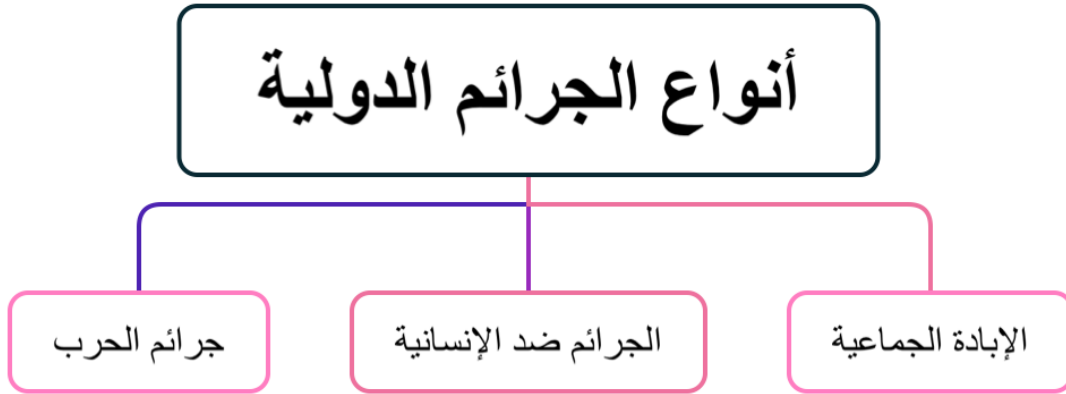 أنواع الجرائم الدولية
الإبادة الجماعية
الجرائم ضد الإنسانية
جرائم الحرب